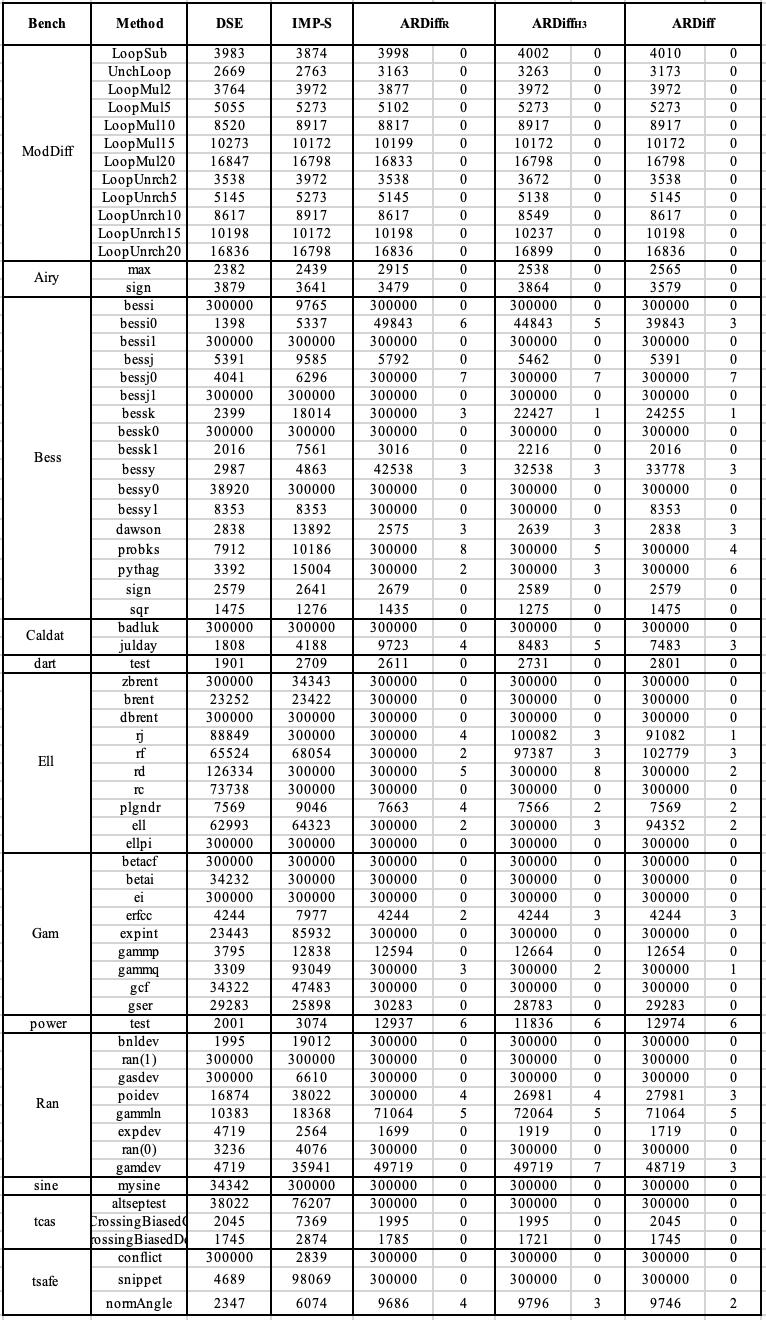 Bench Method DSE IMP-S ARDiffR ARDiffH3 ARDiff
LoopSub 3983 3874 3998 0 4002 0 4010 0
UnchLoop 2669 2763 3163 0 3263 0 3173 0
LoopMul2 3764 3972 3877 0 3972 0 3972 0
LoopMul5 5055 5273 5102 0 5273 0 5273 0
LoopMul10 8520 8917 8817 0 8917 0 8917 0
LoopMul15 10273 10172 10199 0 10172 0 10172 0
ModDiff
LoopMul20 16847 16798 16833 0 16798 0 16798 0
LoopUnrch2 3538 3972 3538 0 3672 0 3538 0
LoopUnrch5 5145 5273 5145 0 5138 0 5145 0
LoopUnrch10 8617 8917 8617 0 8549 0 8617 0
LoopUnrch15 10198 10172 10198 0 10237 0 10198 0
LoopUnrch20 16836 16798 16836 0 16899 0 16836 0
Airy
max 2382 2439 2915 0 2538 0 2565 0
sign 3879 3641 3479 0 3864 0 3579 0
bessi 300000 9765 300000 0 300000 0 300000 0
bessi0 1398 5337 49843 6 44843 5 39843 3
bessi1 300000 300000 300000 0 300000 0 300000 0
bessj 5391 9585 5792 0 5462 0 5391 0
bessj0 4041 6296 300000 7 300000 7 300000 7
bessj1 300000 300000 300000 0 300000 0 300000 0
bessk 2399 18014 300000 3 22427 1 24255 1
bessk0 300000 300000 300000 0 300000 0 300000 0
Bess
bessk1 2016 7561 3016 0 2216 0 2016 0
bessy 2987 4863 42538 3 32538 3 33778 3
bessy0 38920 300000 300000 0 300000 0 300000 0
bessy1 8353 8353 300000 0 300000 0 8353 0
dawson 2838 13892 2575 3 2639 3 2838 3
probks 7912 10186 300000 8 300000 5 300000 4
pythag 3392 15004 300000 2 300000 3 300000 6
sign 2579 2641 2679 0 2589 0 2579 0
sqr 1475 1276 1435 0 1275 0 1475 0
Caldat
badluk 300000 300000 300000 0 300000 0 300000 0
julday 1808 4188 9723 4 8483 5 7483 3
dart test 1901 2709 2611 0 2731 0 2801 0
zbrent 300000 34343 300000 0 300000 0 300000 0
brent 23252 23422 300000 0 300000 0 300000 0
dbrent 300000 300000 300000 0 300000 0 300000 0
rj 88849 300000 300000 4 100082 3 91082 1
Ell
rf 65524 68054 300000 2 97387 3 102779 3
rd 126334 300000 300000 5 300000 8 300000 2
rc 73738 300000 300000 0 300000 0 300000 0
plgndr 7569 9046 7663 4 7566 2 7569 2
ell 62993 64323 300000 2 300000 3 94352 2
ellpi 300000 300000 300000 0 300000 0 300000 0
betacf 300000 300000 300000 0 300000 0 300000 0
betai 34232 300000 300000 0 300000 0 300000 0
ei 300000 300000 300000 0 300000 0 300000 0
erfcc 4244 7977 4244 2 4244 3 4244 3
Gam expint 23443 85932 300000 0 300000 0 300000 0
gammp 3795 12838 12594 0 12664 0 12654 0
gammq 3309 93049 300000 3 300000 2 300000 1
gcf 34322 47483 300000 0 300000 0 300000 0
gser 29283 25898 30283 0 28783 0 29283 0
power test 2001 3074 12937 6 11836 6 12974 6
bnldev 1995 19012 300000 0 300000 0 300000 0
ran(1) 300000 300000 300000 0 300000 0 300000 0
gasdev 300000 6610 300000 0 300000 0 300000 0
poidev 16874 38022 300000 4 26981 4 27981 3
Ran
gammln 10383 18368 71064 5 72064 5 71064 5
expdev 4719 2564 1699 0 1919 0 1719 0
ran(0) 3236 4076 300000 0 300000 0 300000 0
gamdev 4719 35941 49719 0 49719 7 48719 3
sine mysine 34342 300000 300000 0 300000 0 300000 0
altseptest 38022 76207 300000 0 300000 0 300000 0
tcas CrossingBiasedC 2045 7369 1995 0 1995 0 2045 0
rossingBiasedDe 1745 2874 1785 0 1721 0 1745 0
conflict 300000 2839 300000 0 300000 0 300000 0
tsafe snippet 4689 98069 300000 0 300000 0 300000 0
normAngle 2347 6074 9686 4 9796 3 9746 2